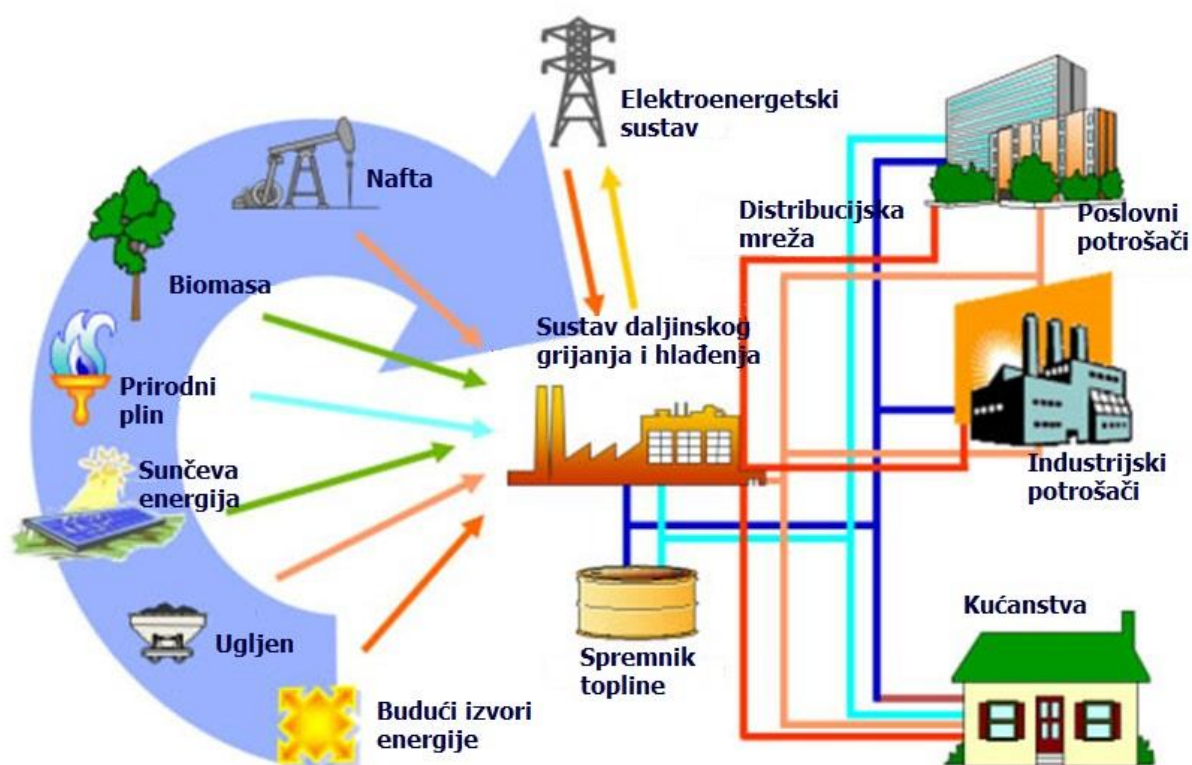 Elektroenergetski
sustav
Nafta
Distribucijska
mreža
Poslovni
potrošači
Biomasa
Sustav daljinskog
grijanja i hlađenja
Prirodni
plin
Sunčeva
energija
Industrijski
potrošači
Kućanstva
Ugljen
Spremnik
topline
Budući izvori
energije